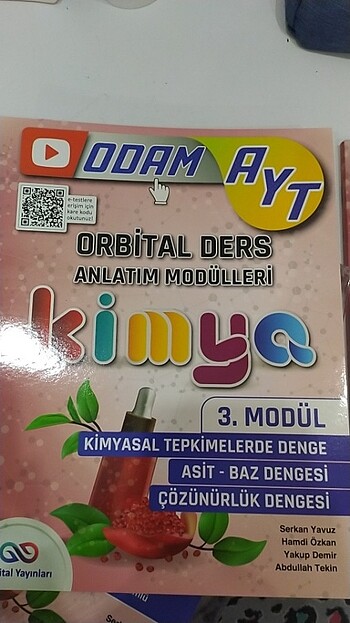 ODAM AYT
e-testlere
erişim için
kare kodu
okutunuz!
ORBİTAL DERS
ANLATIM MODÜLLERİ
kimya
3. MODÜL
KİMYASAL TEPKİMELERDE DENGE
ASİT - BAZ DENGESİ
ÇÖZÜNÜRLÜK DENGESİ
Serkan Yavuz
Hamdi Özkan
Yakup Demir
Abdullah Tekin
ital Yayınları